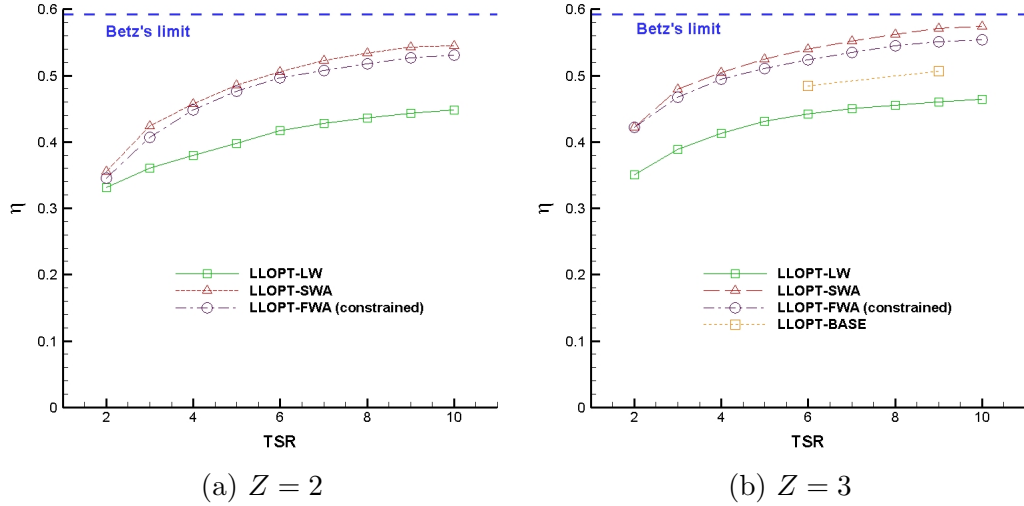 0.6
Betz's limit
0.5
0.4
η
0.3
0.2
LLOPT-LW
LLOPT-SWA
LLOPT-FWA (constrained)
0.1
0
2 4 6 8 10
TSR
(a) Z = 2
0.6
Betz's limit
0.5
0.4
η
0.3
0.2
LLOPT-LW
LLOPT-SWA
LLOPT-FWA (constrained)
LLOPT-BASE
0.1
0
2 4 6 8 10
TSR
(b) Z = 3